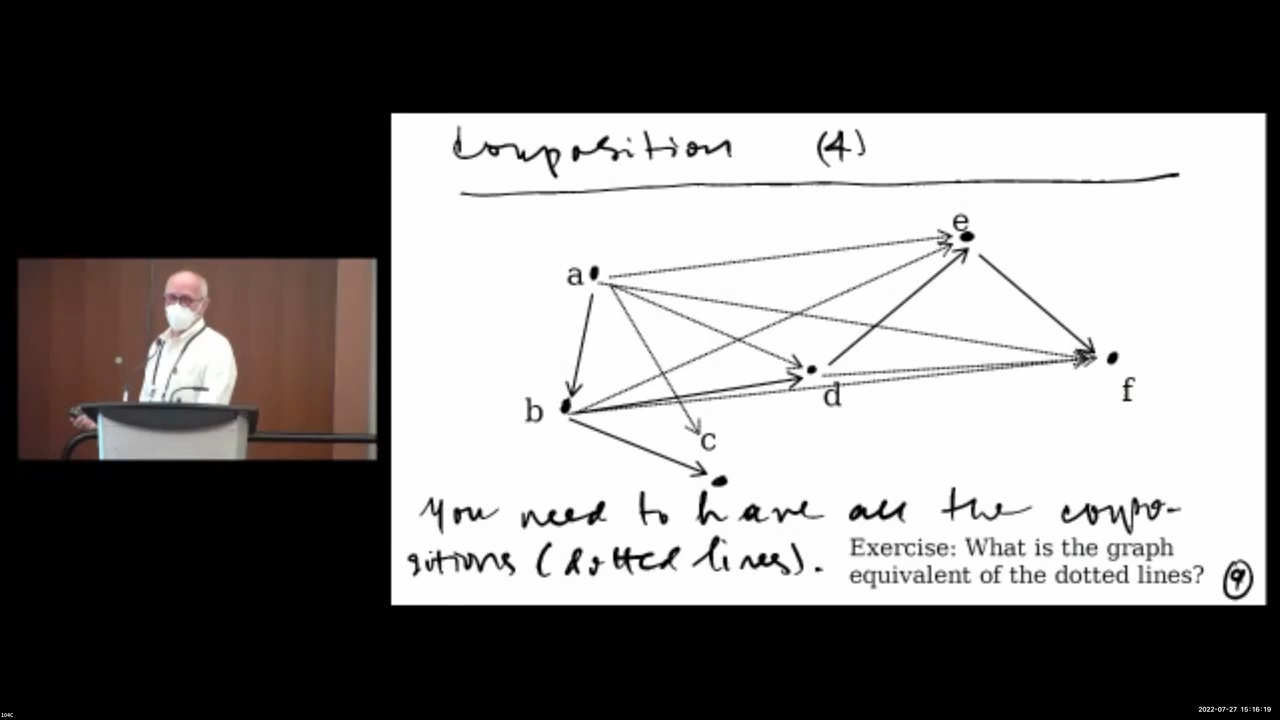 Composition (4)
e
a
b
d
f
c
You need to have all the compo-
sitions (dotted lines).
Exercise: What is the graph
equivalent of the dotted lines?
9
104C
2022-07-27 15:16:19